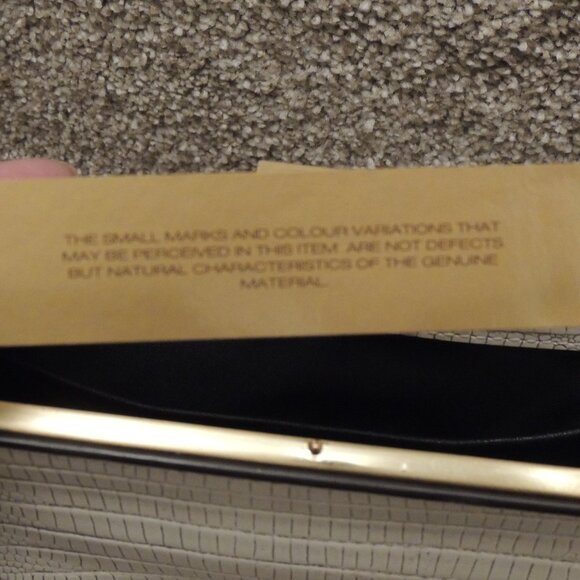 THE SMALL MARKS AND COLOUR VARIATIONS THAT
MAY BE PERCEIVED IN THIS ITEM ARE NOT DEFECTS
BUT NATURAL CHARACTERISTICS OF THE GENUINE
MATERIAL.